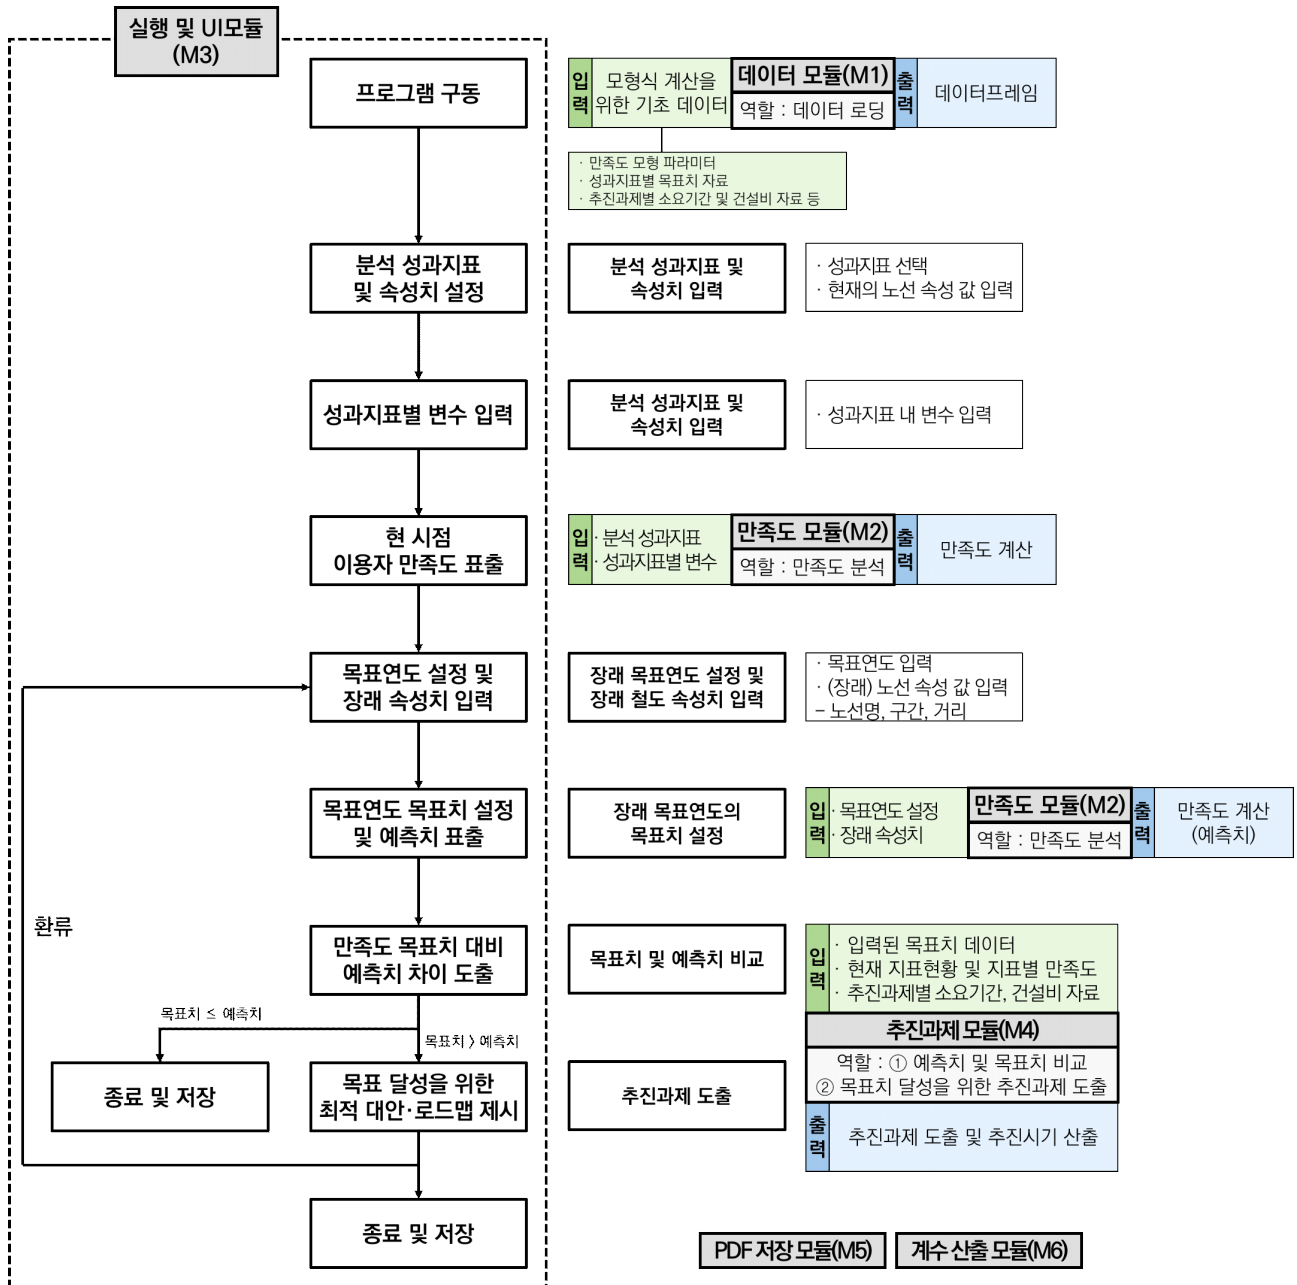 실행 및 UI모듈
(M3)
프로그램 구동
입력
모형식 계산을
위한 기초 데이터
데이터 모듈(M1)
역할 : 데이터 로딩
출력
데이터프레임
· 만족도 모형 파라미터
· 성과지표별 목표치 자료
· 추진과제별 소요기간 및 건설비 자료 등
분석 성과지표
및 속성치 설정
분석 성과지표 및
속성치 입력
· 성과지표 선택
· 현재의 노선 속성 값 입력
성과지표별 변수 입력
분석 성과지표 및
속성치 입력
· 성과지표 내 변수 입력
현 시점
이용자 만족도 표출
입력
· 분석 성과지표
· 성과지표별 변수
만족도 모듈(M2)
역할 : 만족도 분석
출력
만족도 계산
목표연도 설정 및
장래 속성치 입력
장래 목표연도 설정 및
장래 철도 속성치 입력
· 목표연도 입력
· (장래) 노선 속성 값 입력
– 노선명, 구간, 거리
목표연도 목표치 설정
및 예측치 표출
장래 목표연도의
목표치 설정
입력
· 목표연도 설정
· 장래 속성치
만족도 모듈(M2)
역할 : 만족도 분석
출력
만족도 계산
(예측치)
환류
만족도 목표치 대비
예측치 차이 도출
목표치 및 예측치 비교
입력
· 입력된 목표치 데이터
· 현재 지표현황 및 지표별 만족도
· 추진과제별 소요기간, 건설비 자료
목표치 ≤ 예측치
목표치 > 예측치
추진과제 모듈(M4)
역할 : ① 예측치 및 목표치 비교
② 목표치 달성을 위한 추진과제 도출
종료 및 저장
목표 달성을 위한
최적 대안·로드맵 제시
추진과제 도출
출력
추진과제 도출 및 추진시기 산출
종료 및 저장
PDF 저장 모듈(M5)
계수 산출 모듈(M6)